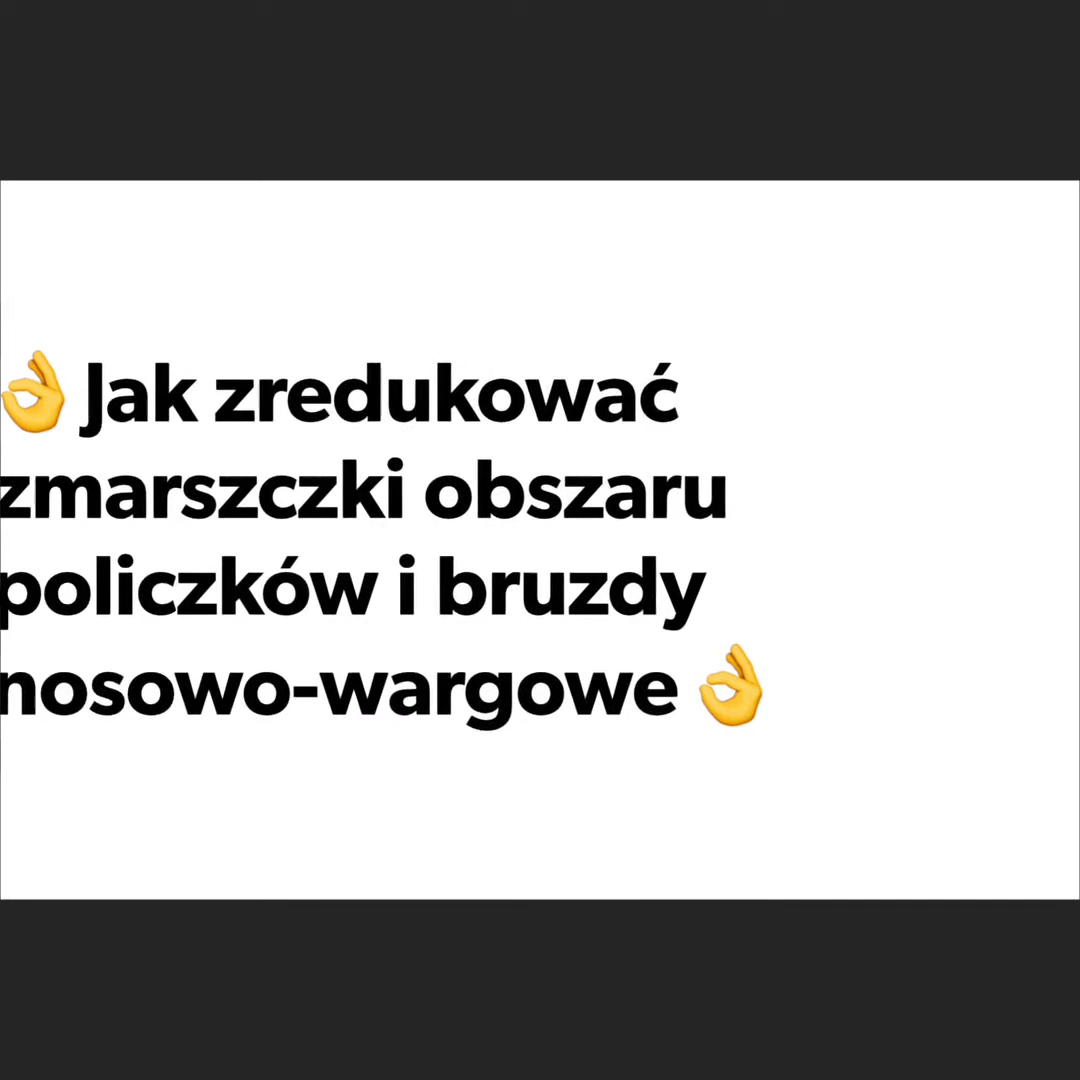 👌 Jak zredukować
zmarszczki obszaru
policzków i bruzdy
nosowo-wargowe 👌